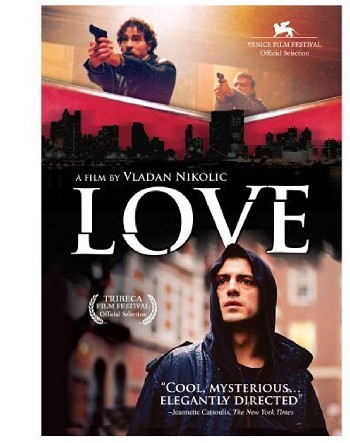 VENICE FILM FESTIVAL
Official Selection
A FILM BY VLADAN NIKOLIC
LOVE
TRIBECA
FILM FESTIVAL
Official Selection
"COOL, MYSTERIOUS...
ELEGANTLY DIRECTED"
–Jeannette Catsoulis, The New York Times